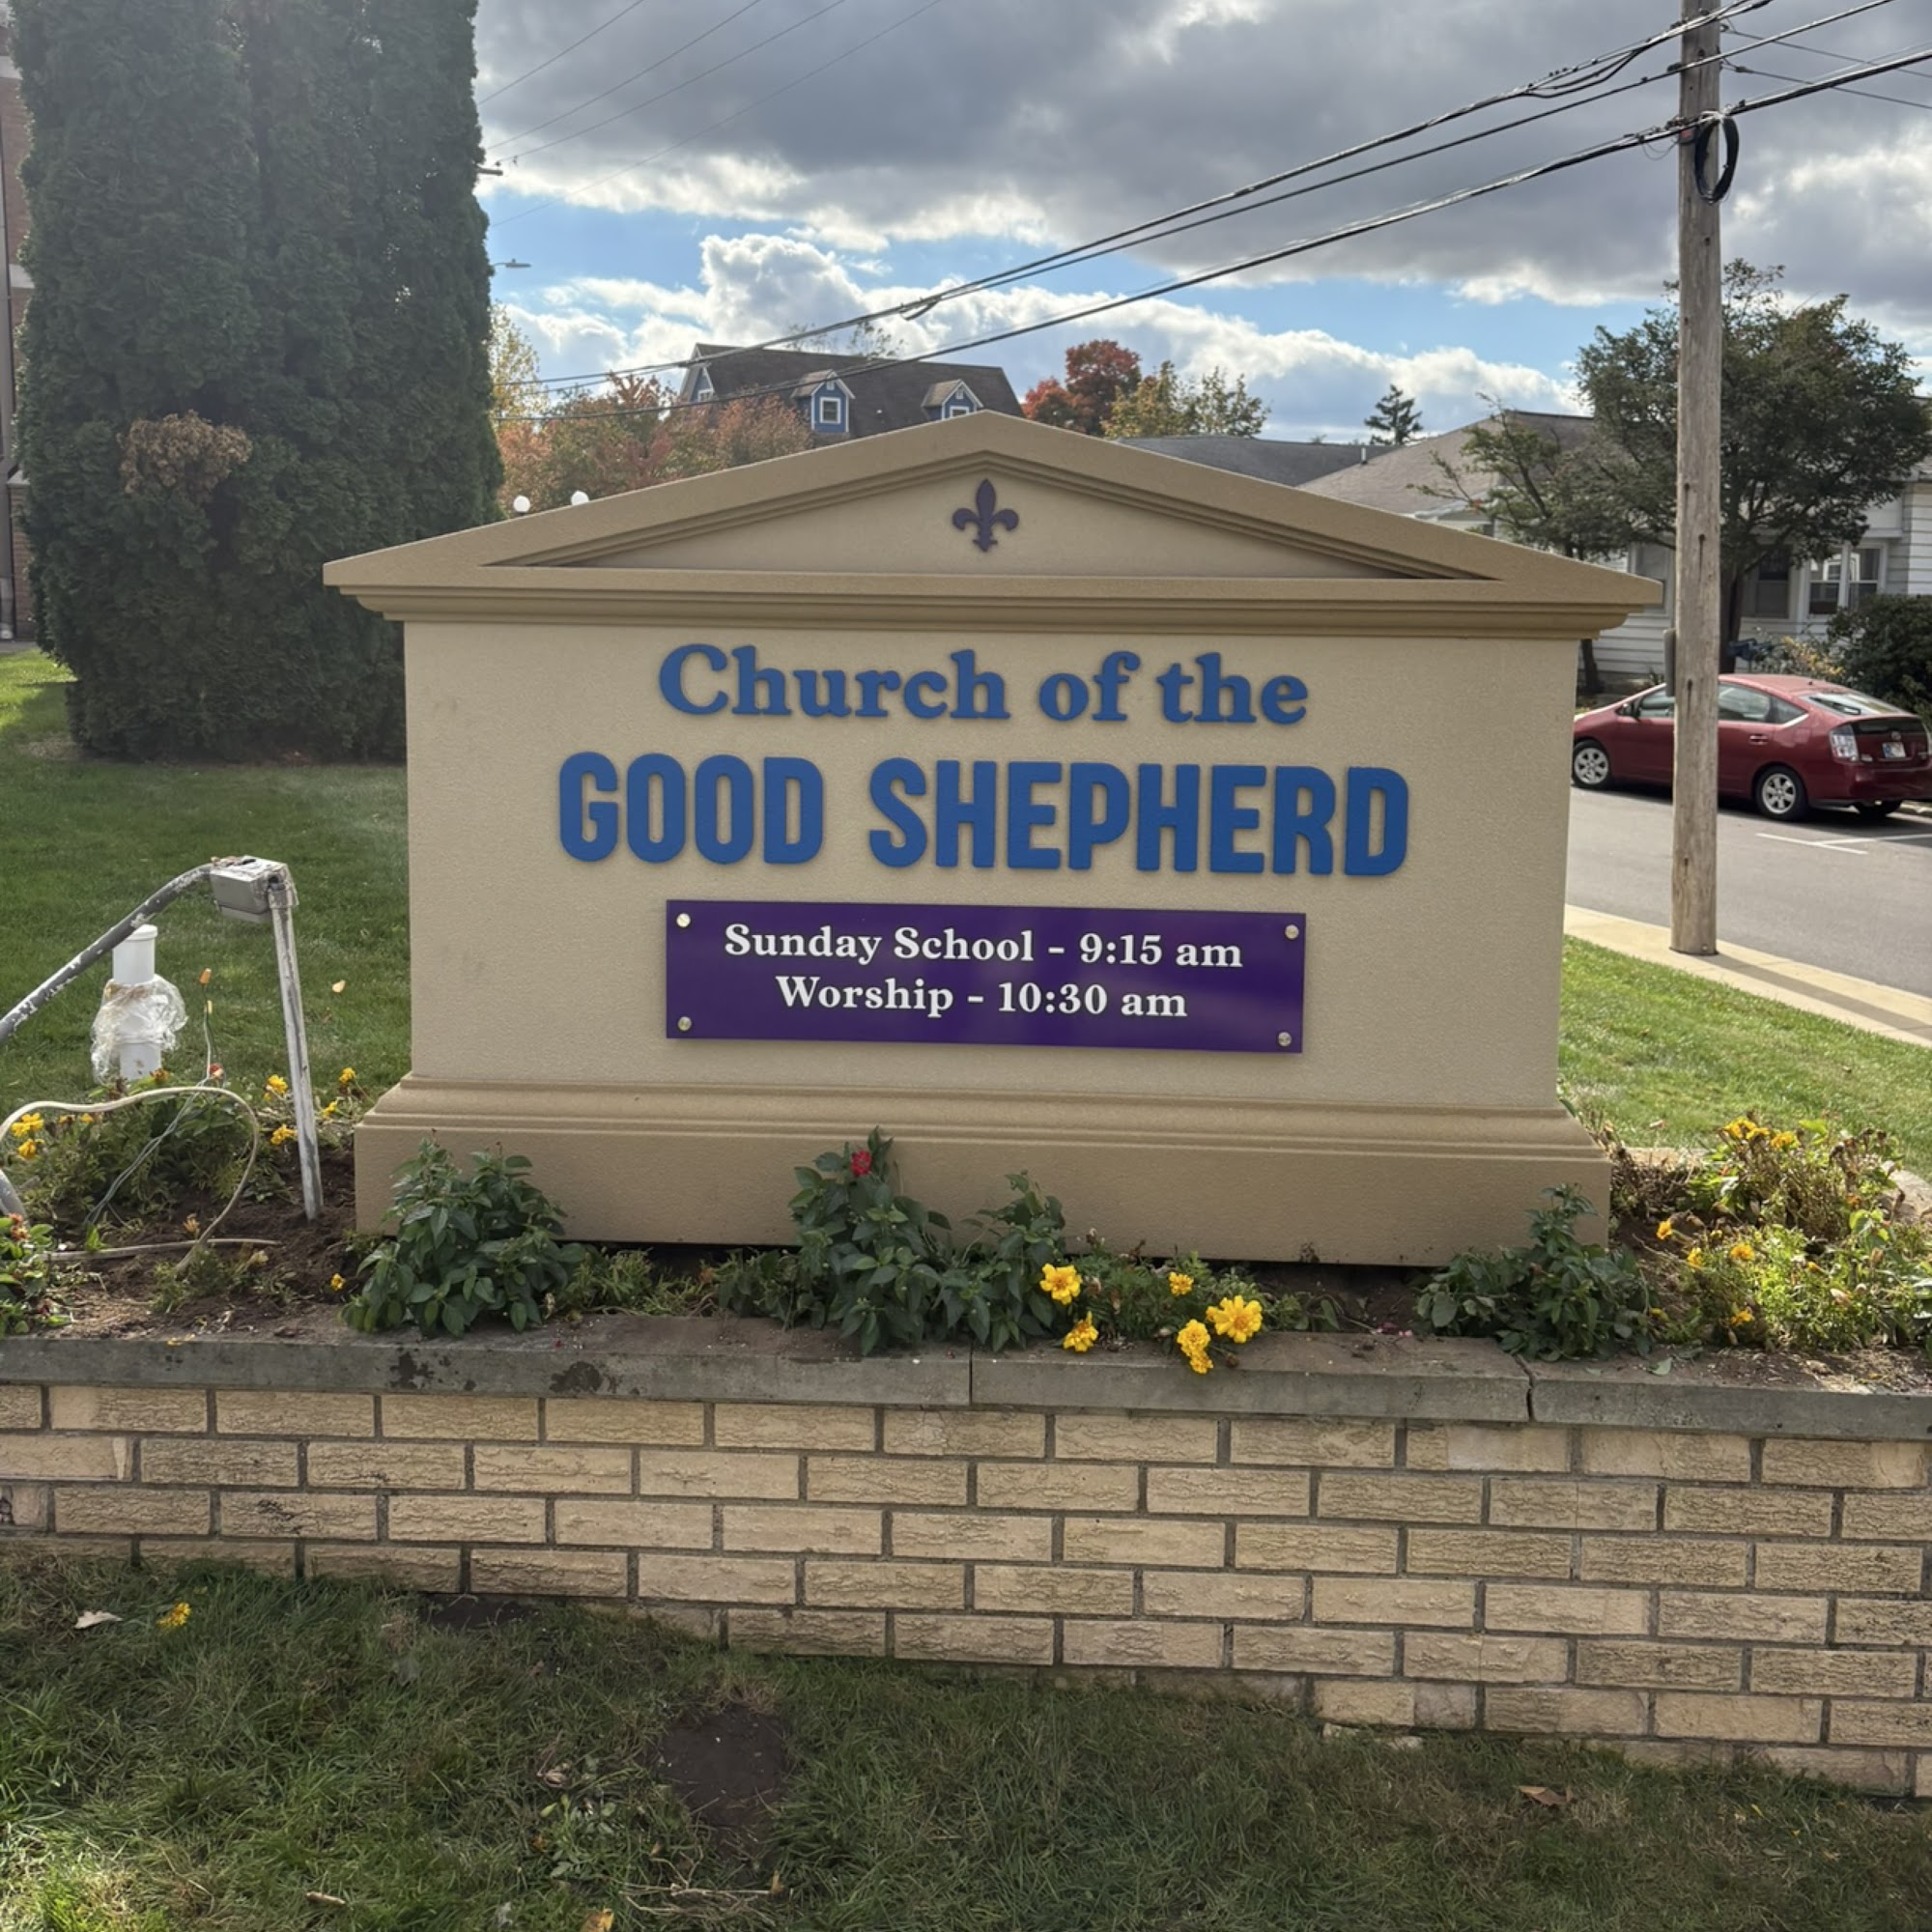 Church of the
GOOD SHEPHERD
Sunday School - 9:15 am
Worship - 10:30 am